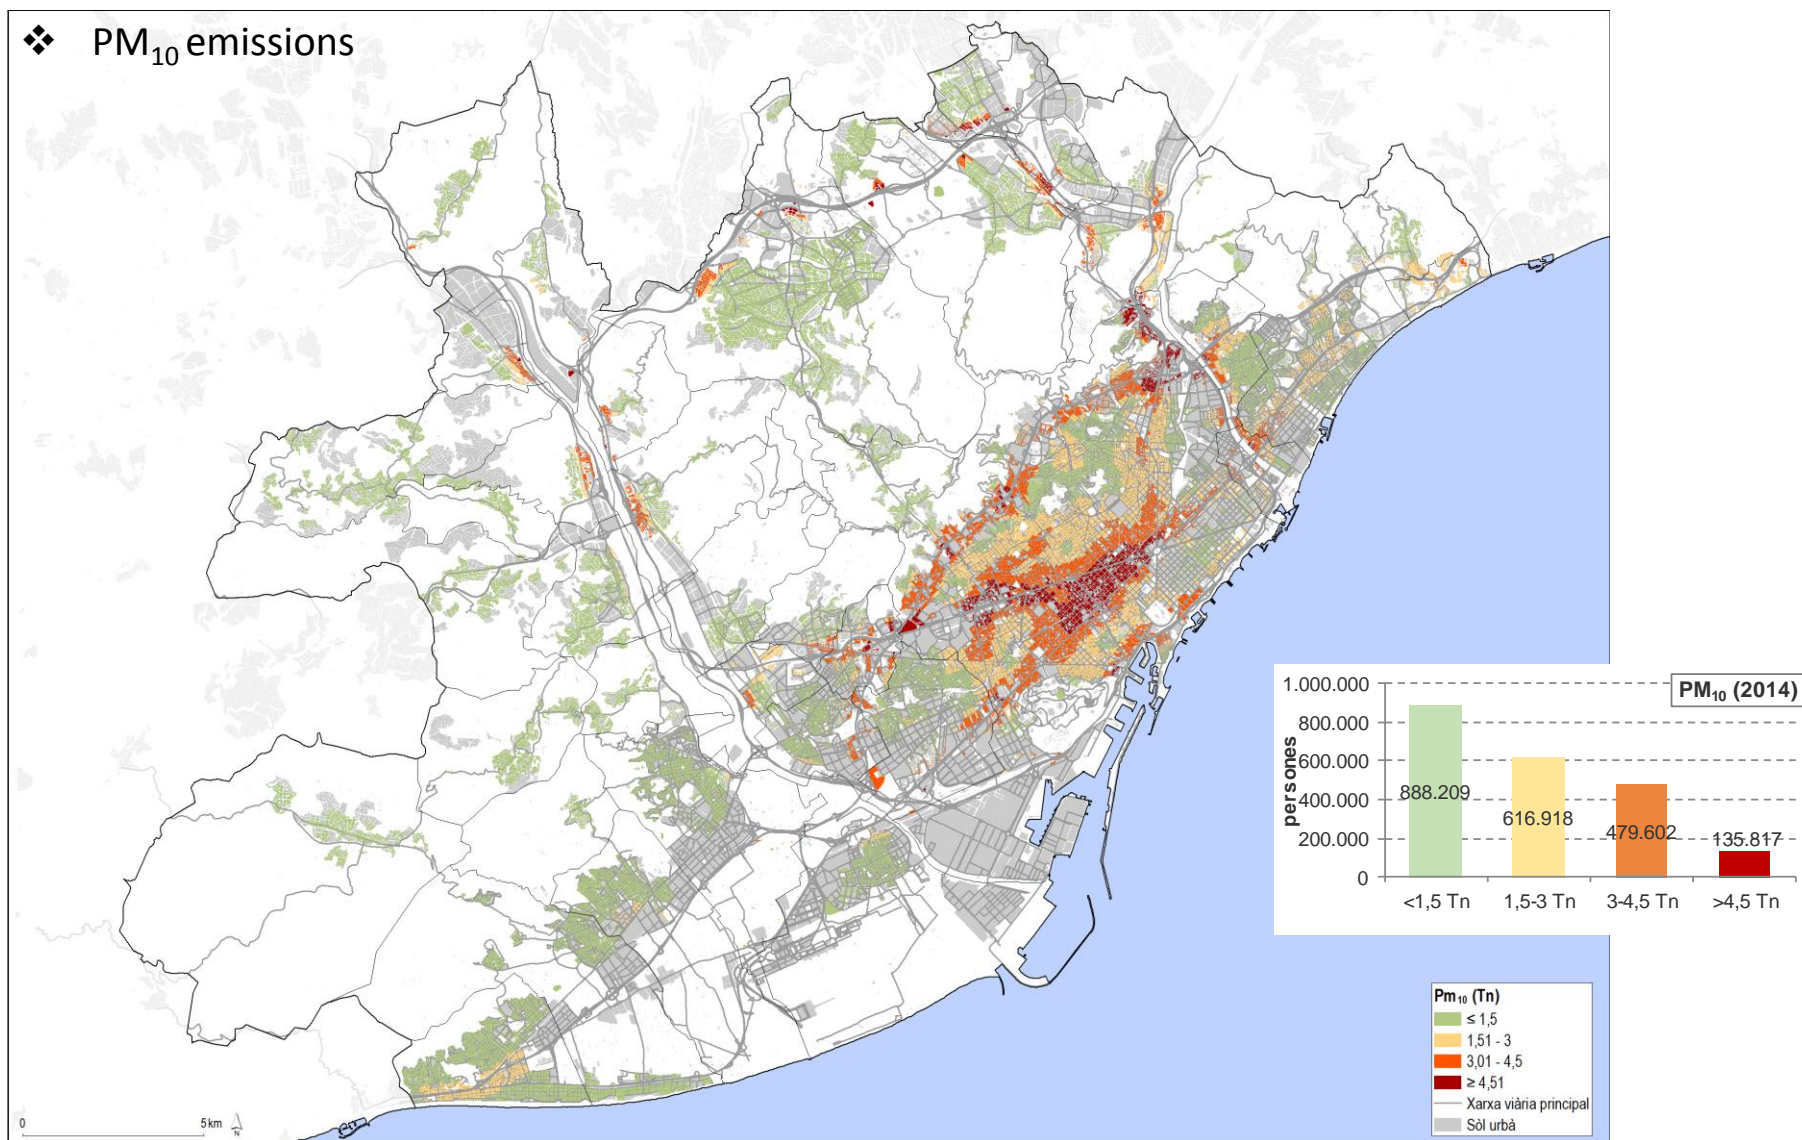 ❖ PM₁₀ emissions
PM₁₀ (2014)
persones
1.000.000
800.000
600.000
400.000
200.000
0
888.209
616.918
479.602
135.817
<1,5 Tn
1,5-3 Tn
3-4,5 Tn
>4,5 Tn
Pm₁₀ (Tn)
≤ 1,5
1,51 - 3
3,01 - 4,5
≥ 4,51
Xarxa viària principal
Sòl urbà
0 5 km
N